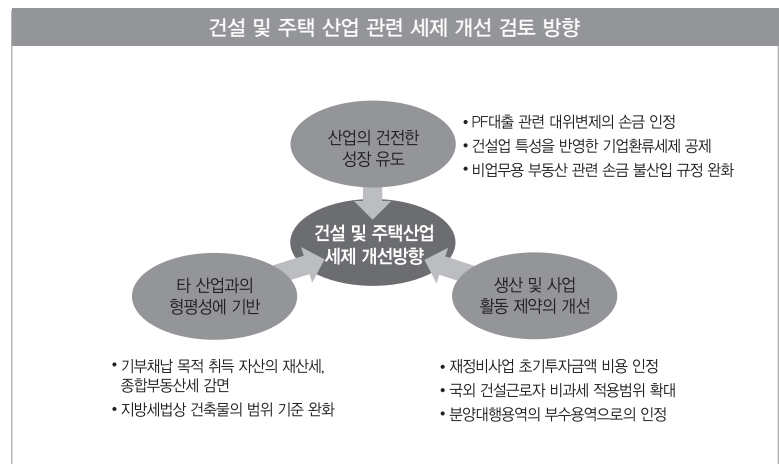 건설 및 주택 산업 관련 세제 개선 검토 방향
산업의 건전한
성장 유도
• PF대출 관련 대위변제의 손금 인정
• 건설업 특성을 반영한 기업환류세제 공제
• 비업무용 부동산 관련 손금 불산입 규정 완화
건설 및 주택산업
세제 개선방향
타 산업과의
형평성에 기반
생산 및 사업
활동 제약의 개선
• 기부채납 목적 취득 자산의 재산세,
종합부동산세 감면
• 지방세법상 건축물의 범위 기준 완화
• 재정비사업 초기투자금액 비용 인정
• 국외 건설근로자 비과세 적용범위 확대
• 분양대행용역의 부수용역으로의 인정